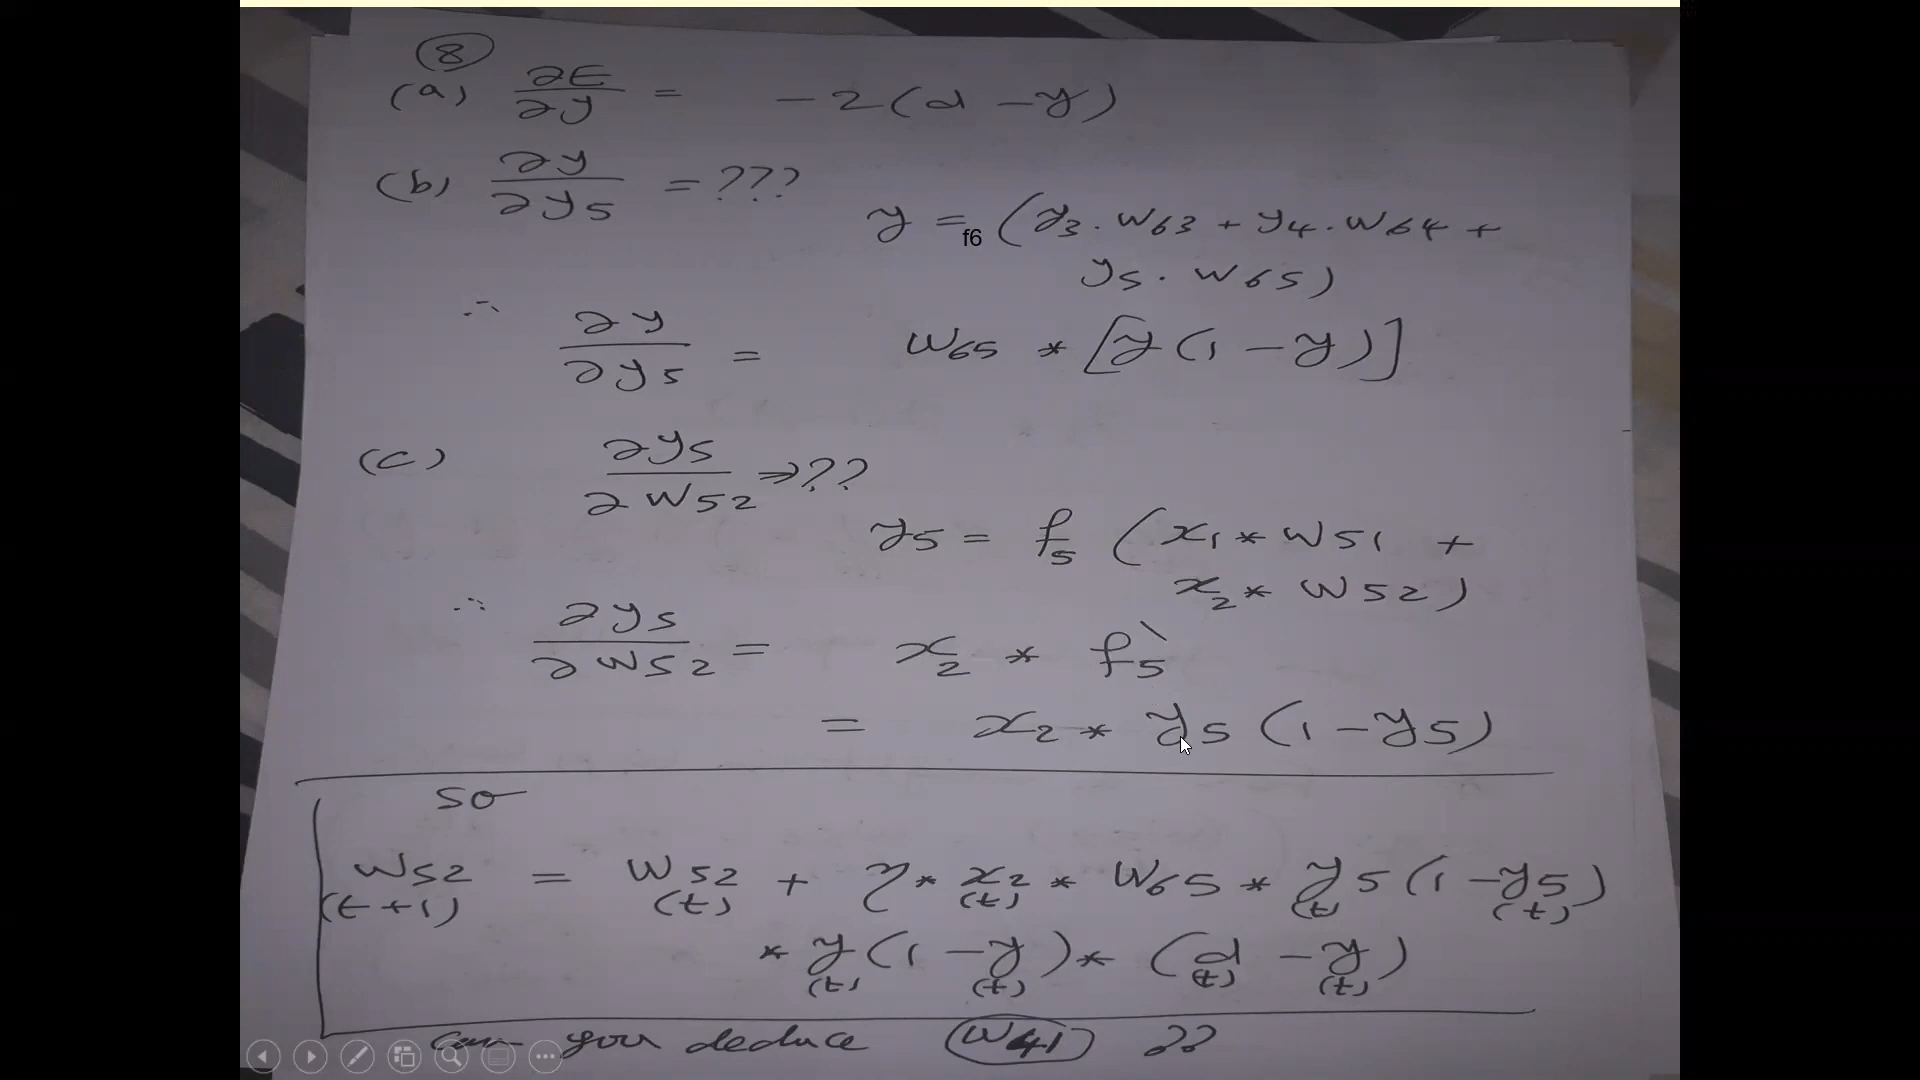 8
(a) ∂E/∂y = -2(d - y)
(b) ∂y/∂y5 = ???
y = f6 (y3 . w63 + y4 . w64 +
y5 . w65)
∴ ∂y/∂y5 = w65 * [y(1 - y)]
(c) ∂y5/∂w52 ⇒ ??
y5 = f5 (x1 * w51 +
x2 * w52)
∴ ∂y5/∂w52 = x2 * f5`
= x2 * y5 (1 - y5)
so
w52 (t+1) = w52 (t) + η * x2 (t) * w65 * y5 (t) (1 - y5 (t))
* y (t) (1 - y (t)) * (d (t) - y (t))
can you deduce w41 ??